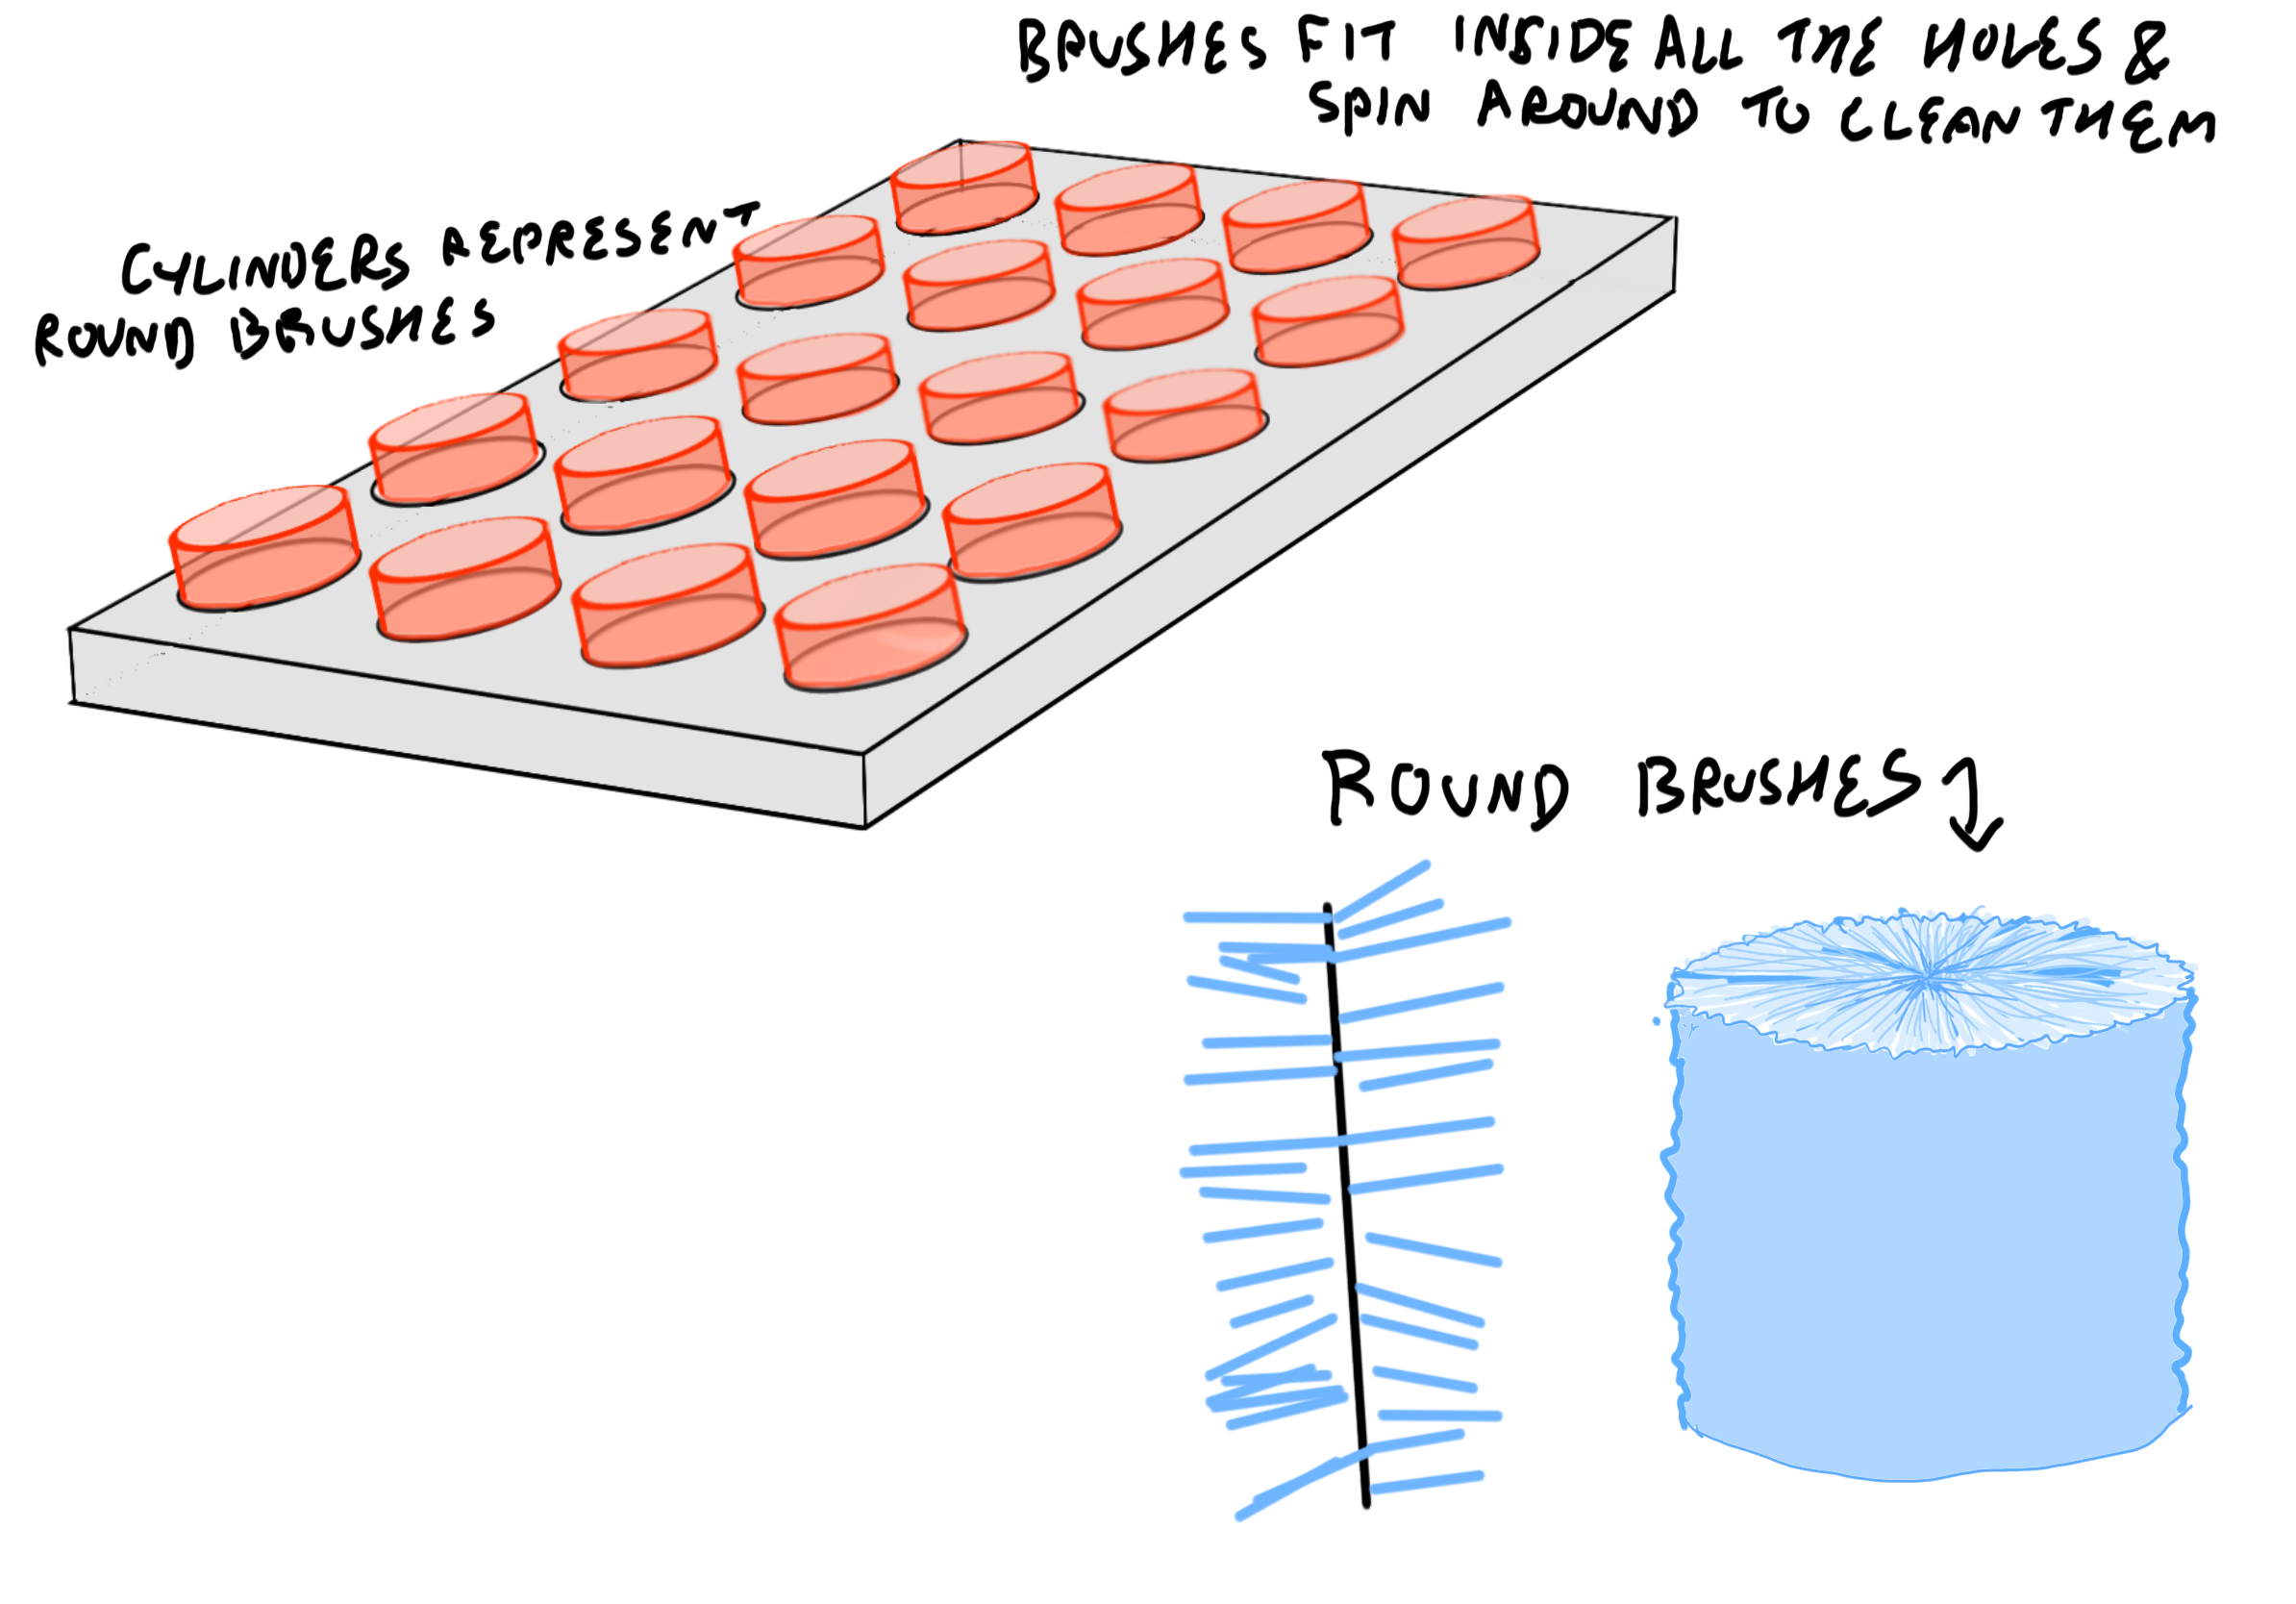 BRUSHES FIT INSIDE ALL THE HOLES &
SPIN AROUND TO CLEAN THEM
CYLINDERS REPRESENT
ROUND BRUSHES
ROUND BRUSHES